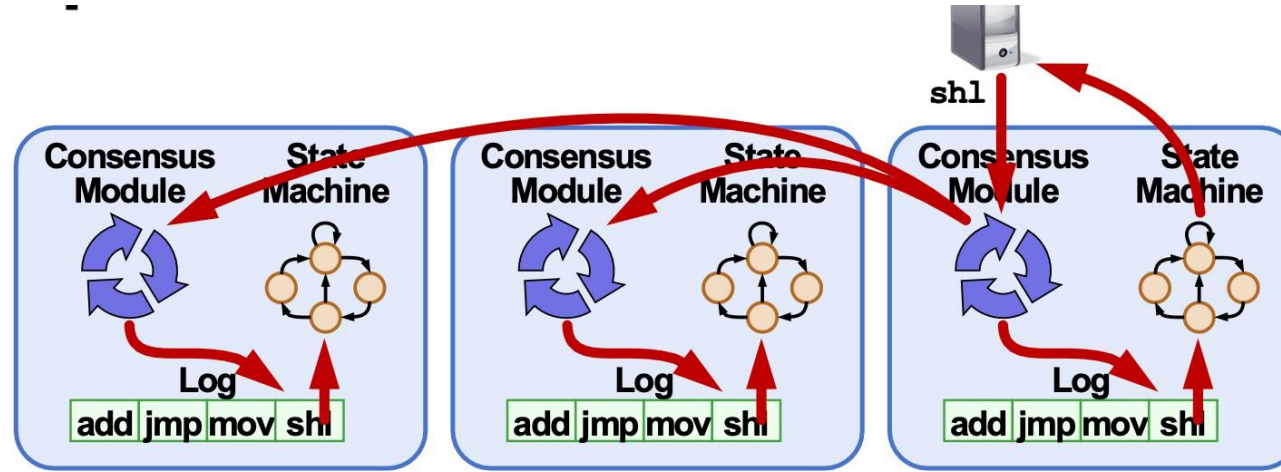 shl
Consensus
Module
State
Machine
Log
add jmp mov shl
Consensus
Module
State
Machine
Log
add jmp mov shl
Consensus
Module
State
Machine
Log
add jmp mov shl